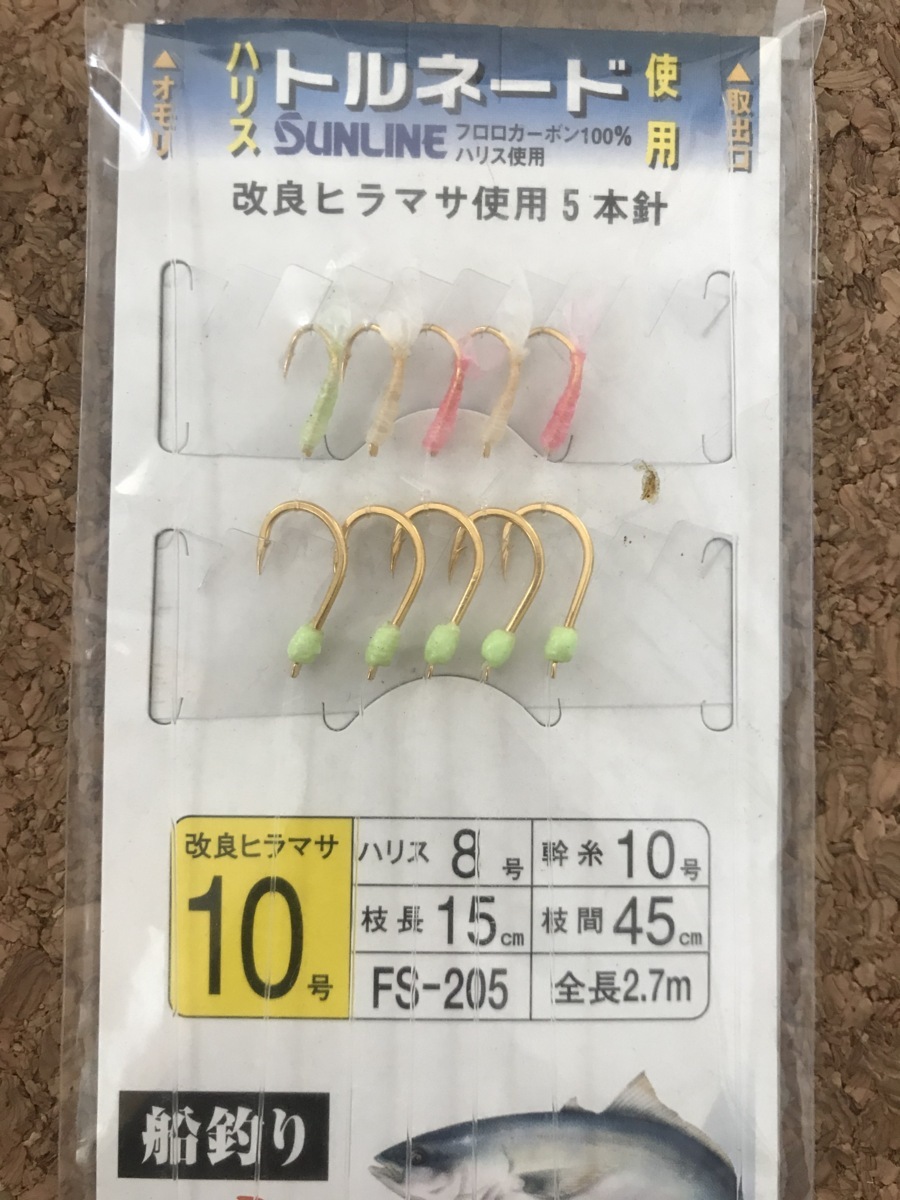 ▲オモリ
ハリス
トルネード
使用
▲取出口
SUNLINE
フロロカーボン100%
ハリス使用
改良ヒラマサ使用5本針
改良ヒラマサ
10号
ハリス 8号
幹糸 10号
枝長 15cm
枝間 45cm
FS-205
全長2.7m
船釣り